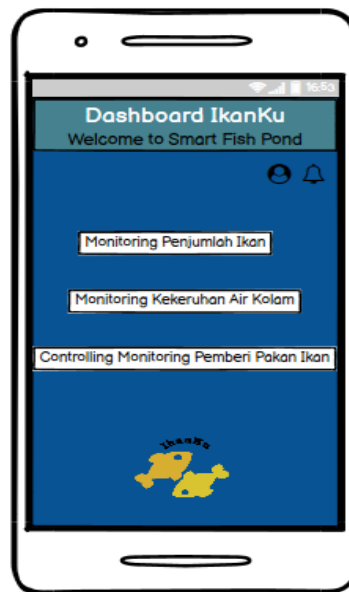 16:53
Dashboard IkanKu
Welcome to Smart Fish Pond
Monitoring Penjumlah Ikan
Monitoring Kekeruhan Air Kolam
Controlling Monitoring Pemberi Pakan Ikan
IkanKu